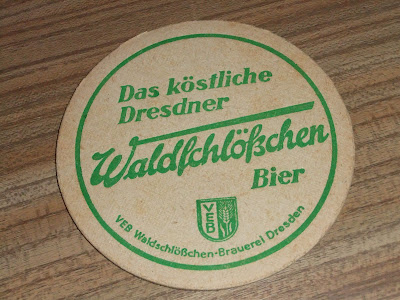 Das köstliche
Dresdner
Waldſchlößchen
Bier
VEB
VEB Waldschlößchen-Brauerei Dresden